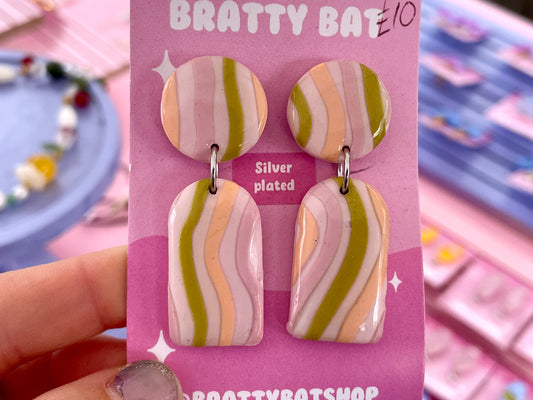 BRATTY BAT £10
Silver
plated
@BRATTYBATSHOP